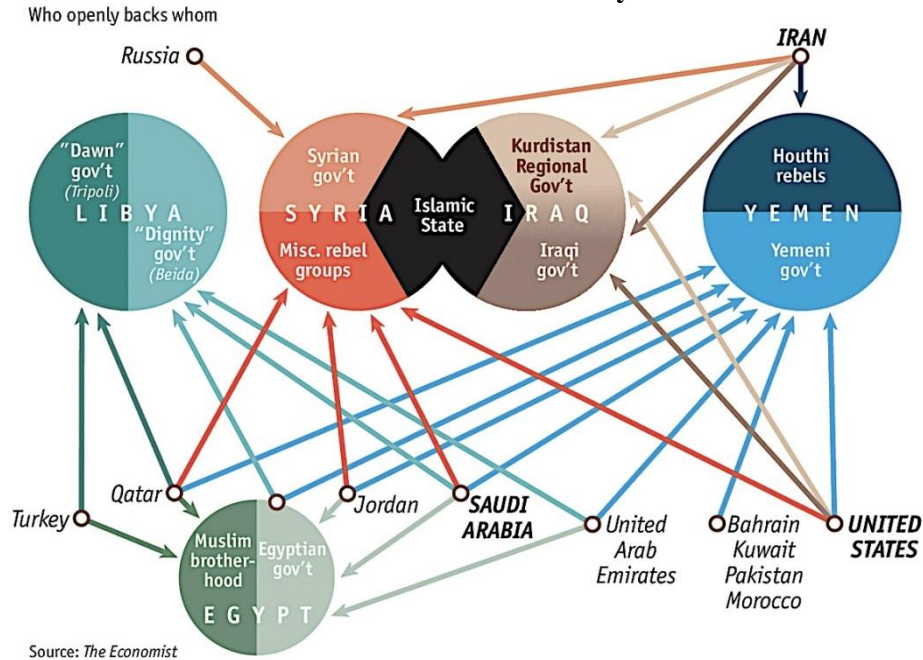 Who openly backs whom
Russia
IRAN
"Dawn"
gov't
(Tripoli)
LIBYA
"Dignity"
gov't
(Beida)
Syrian
gov't
SYRIA
Misc. rebel
groups
Islamic
State
Kurdistan
Regional
Gov't
IRAQ
Iraqi
gov't
Houthi
rebels
YEMEN
Yemeni
gov't
Turkey
Qatar
Jordan
SAUDI
ARABIA
United
Arab
Emirates
Bahrain
Kuwait
Pakistan
Morocco
UNITED
STATES
Muslim
brother-
hood
Egyptian
gov't
EGYPT
Source: The Economist